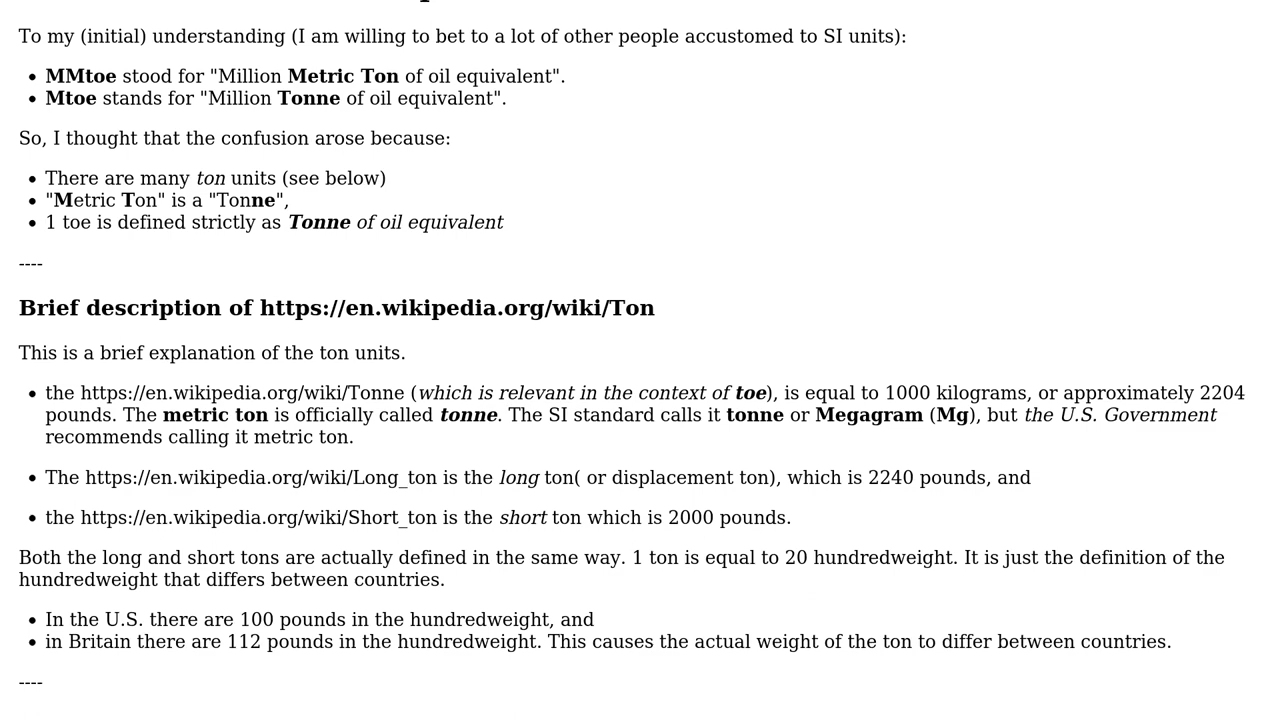 To my (initial) understanding (I am willing to bet to a lot of other people accustomed to SI units):
• MMtoe stood for "Million Metric Ton of oil equivalent".
• Mtoe stands for "Million Tonne of oil equivalent".
So, I thought that the confusion arose because:
• There are many ton units (see below)
• "Metric Ton" is a "Tonne",
• 1 toe is defined strictly as Tonne of oil equivalent
----
Brief description of https://en.wikipedia.org/wiki/Ton
This is a brief explanation of the ton units.
• the https://en.wikipedia.org/wiki/Tonne (which is relevant in the context of toe), is equal to 1000 kilograms, or approximately 2204
pounds. The metric ton is officially called tonne. The SI standard calls it tonne or Megagram (Mg), but the U.S. Government
recommends calling it metric ton.
• The https://en.wikipedia.org/wiki/Long_ton is the long ton( or displacement ton), which is 2240 pounds, and
• the https://en.wikipedia.org/wiki/Short_ton is the short ton which is 2000 pounds.
Both the long and short tons are actually defined in the same way. 1 ton is equal to 20 hundredweight. It is just the definition of the
hundredweight that differs between countries.
• In the U.S. there are 100 pounds in the hundredweight, and
• in Britain there are 112 pounds in the hundredweight. This causes the actual weight of the ton to differ between countries.
----